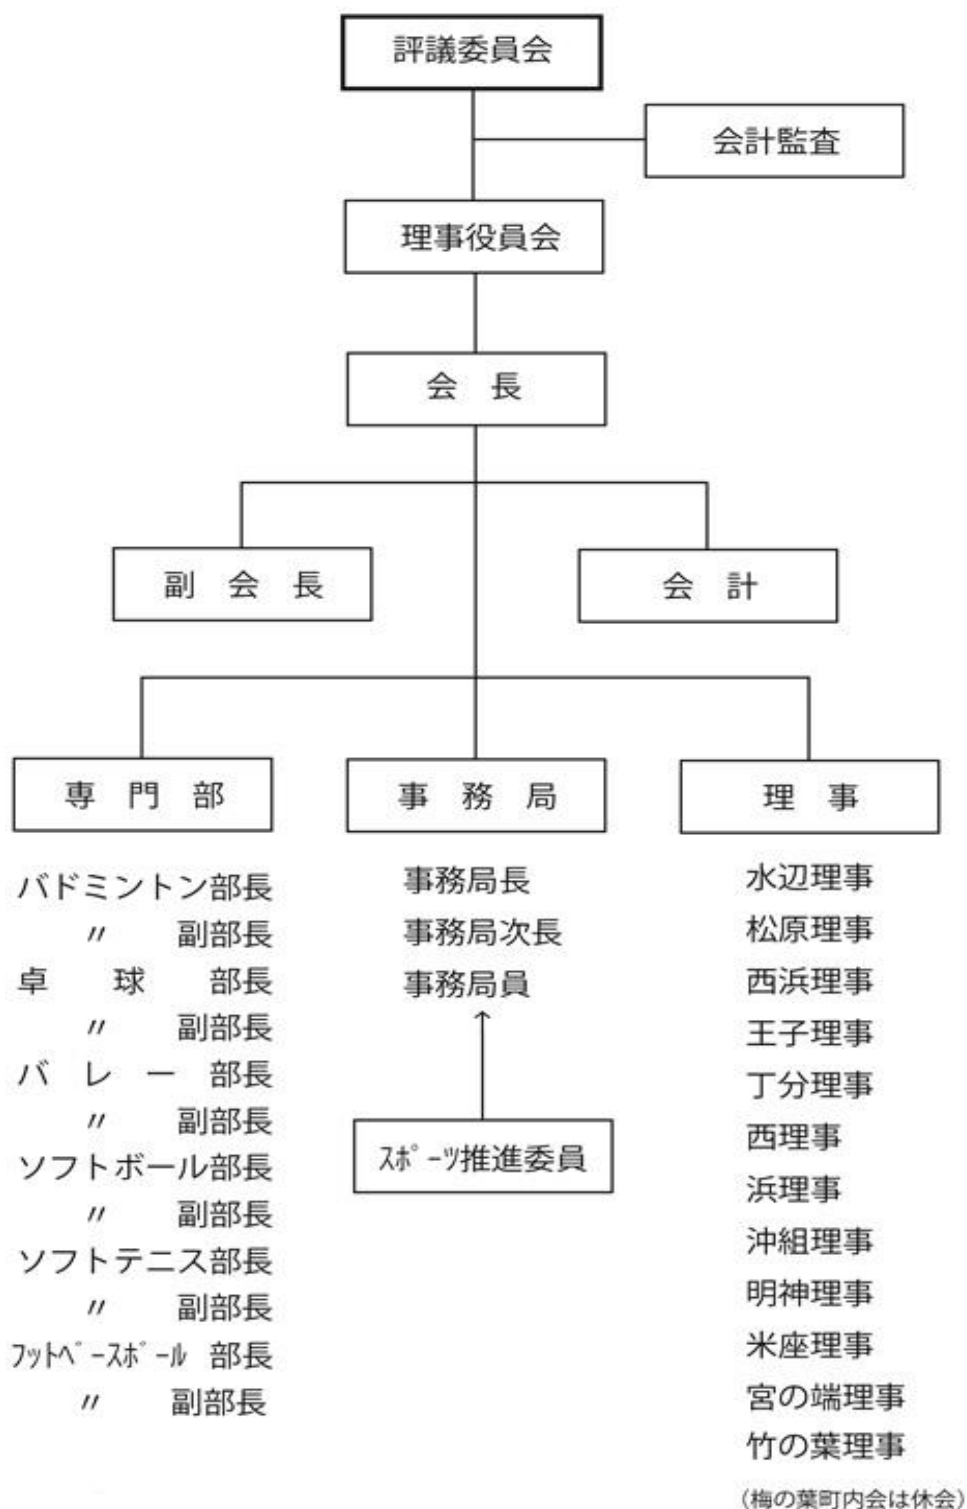 評議委員会
会計監査
理事役員会
会　長
副　会　長
会　計
専　門　部
バドミントン部長
〃　　副部長
卓　　球　　部長
〃　　副部長
バ　レ　ー　部長
〃　　副部長
ソフトボール部長
〃　　副部長
ソフトテニス部長
〃　　副部長
フットベースボール 部長
〃　　副部長
事　務　局
事務局長
事務局次長
事務局員
スポーツ推進委員
理　事
水辺理事
松原理事
西浜理事
王子理事
丁分理事
西理事
浜理事
沖組理事
明神理事
米座理事
宮の端理事
竹の葉理事
（梅の葉町内会は休会）